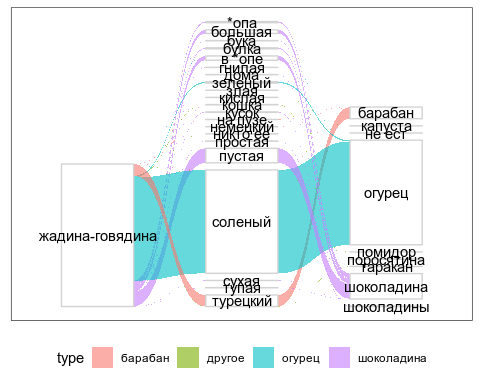 *опа
большая
бука
булка
в *опе
гнилая
дома
зеленый
злая
кислая
кошка
кусок
на пузе
немецкий
никто ее
простая
пустая
соленый
сухая
тупая
турецкий
жадина-говядина
барабан
капуста
не ест
огурец
помидор
поросятина
таракан
шоколадина
шоколадины
type барабан другое огурец шоколадина